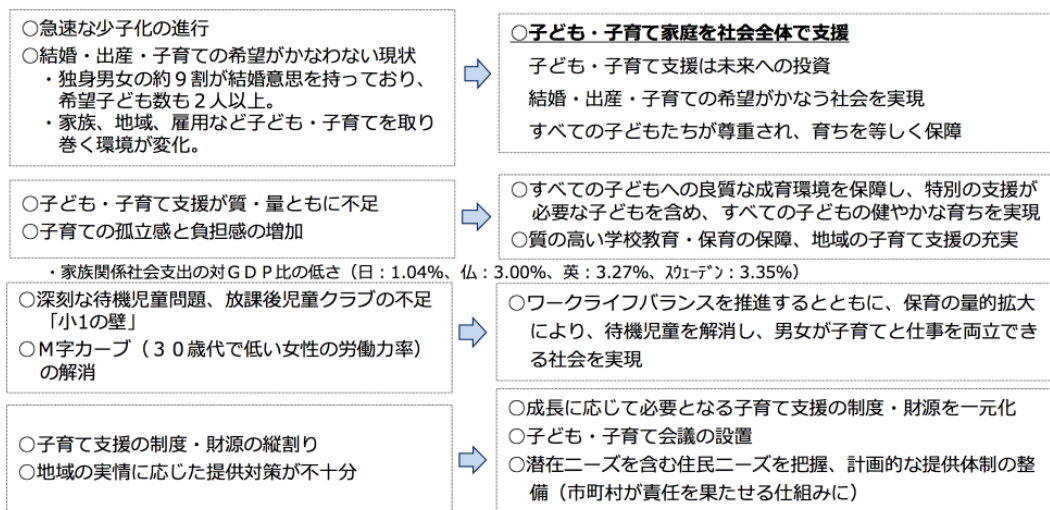 ○急速な少子化の進行
○結婚・出産・子育ての希望がかなわない現状
・独身男女の約９割が結婚意思を持っており、
希望子ども数も２人以上。
・家族、地域、雇用など子ども・子育てを取り
巻く環境が変化。
○子ども・子育て家庭を社会全体で支援
子ども・子育て支援は未来への投資
結婚・出産・子育ての希望がかなう社会を実現
すべての子どもたちが尊重され、育ちを等しく保障
○子ども・子育て支援が質・量ともに不足
○子育ての孤立感と負担感の増加
○すべての子どもへの良質な成育環境を保障し、特別の支援が
必要な子どもを含め、すべての子どもの健やかな育ちを実現
○質の高い学校教育・保育の保障、地域の子育て支援の充実
・家族関係社会支出の対ＧＤＰ比の低さ（日：1.04%、仏：3.00%、英：3.27%、ｽｳｪｰﾃﾞﾝ：3.35%）
○深刻な待機児童問題、放課後児童クラブの不足
「小1の壁」
○Ｍ字カーブ（３０歳代で低い女性の労働力率）
の解消
○ワークライフバランスを推進するとともに、保育の量的拡大
により、待機児童を解消し、男女が子育てと仕事を両立でき
る社会を実現
○子育て支援の制度・財源の縦割り
○地域の実情に応じた提供対策が不十分
○成長に応じて必要となる子育て支援の制度・財源を一元化
○子ども・子育て会議の設置
○潜在ニーズを含む住民ニーズを把握、計画的な提供体制の整
備（市町村が責任を果たせる仕組みに）